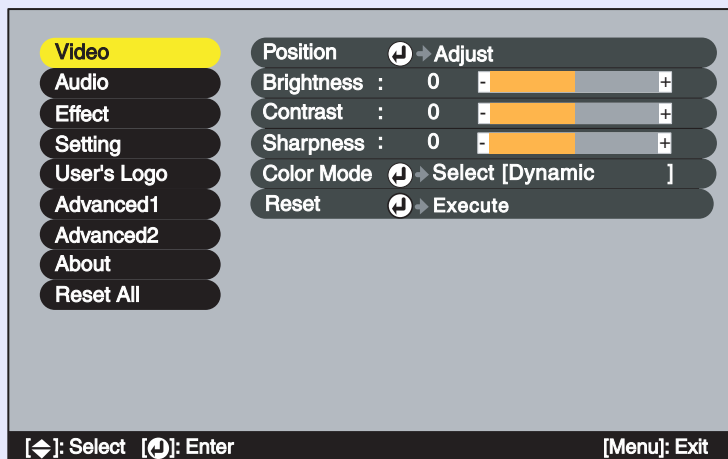 Video
Audio
Effect
Setting
User's Logo
Advanced1
Advanced2
About
Reset All
Position Adjust
Brightness : 0 - +
Contrast : 0 - +
Sharpness : 0 - +
Color Mode Select [Dynamic ]
Reset Execute
[ ]: Select [ ]: Enter [Menu]: Exit